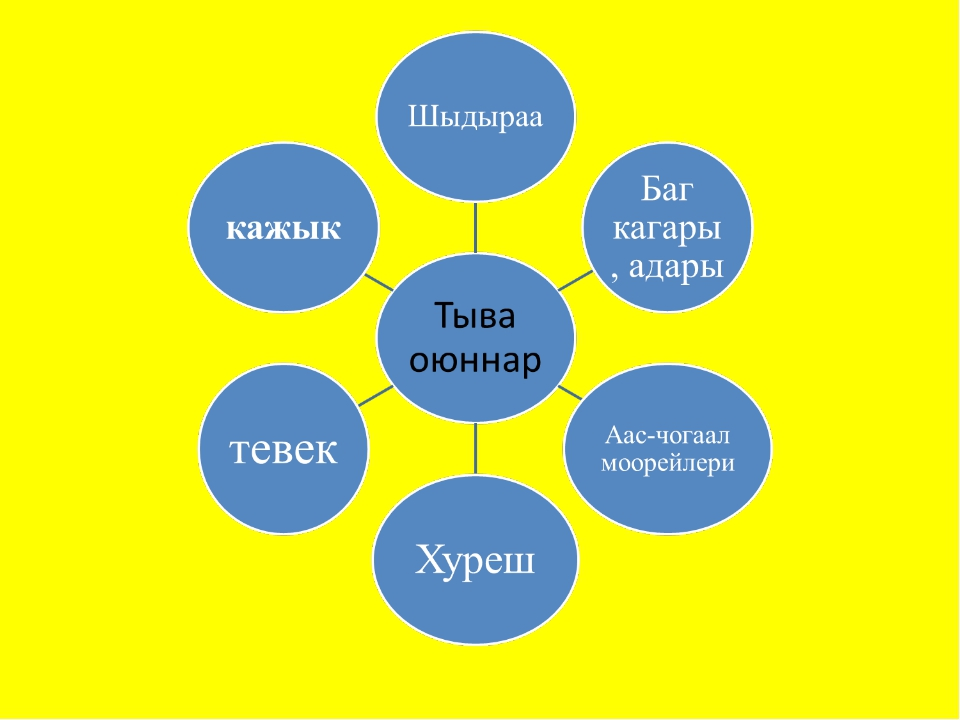 Шыдыраа
Баг
кагары
, адары
Аас-чогаал
моорейлери
Хуреш
тевек
кажык
Тыва
оюннар